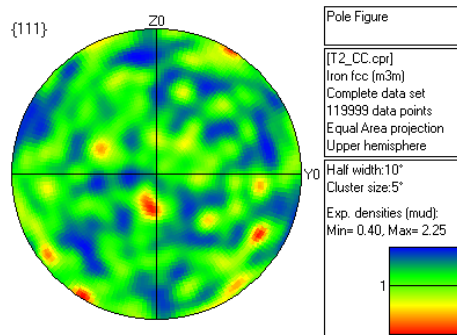 {111}
Z0
Y0
Pole Figure
[T2_CC.cpr]
Iron fcc (m3m)
Complete data set
119999 data points
Equal Area projection
Upper hemisphere
Half width:10°
Cluster size:5°
Exp. densities (mud):
Min= 0.40, Max= 2.25
1